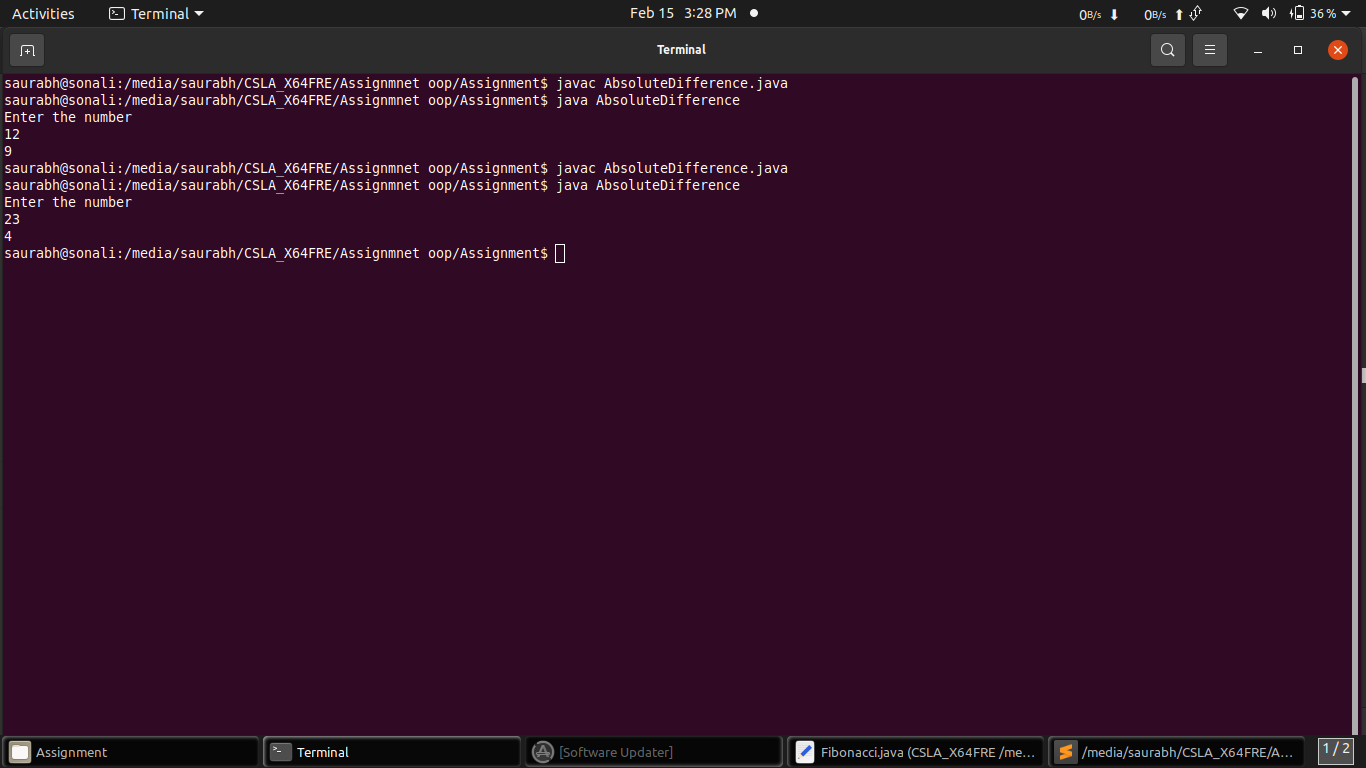 Activities Terminal Feb 15 3:28 PM 0B/s 0B/s 36 %
Terminal
saurabh@sonali:/media/saurabh/CSLA_X64FRE/Assignmnet oop/Assignment$ javac AbsoluteDifference.java
saurabh@sonali:/media/saurabh/CSLA_X64FRE/Assignmnet oop/Assignment$ java AbsoluteDifference
Enter the number
12
9
saurabh@sonali:/media/saurabh/CSLA_X64FRE/Assignmnet oop/Assignment$ javac AbsoluteDifference.java
saurabh@sonali:/media/saurabh/CSLA_X64FRE/Assignmnet oop/Assignment$ java AbsoluteDifference
Enter the number
23
4
saurabh@sonali:/media/saurabh/CSLA_X64FRE/Assignmnet oop/Assignment$
Assignment Terminal [Software Updater] Fibonacci.java (CSLA_X64FRE /me... /media/saurabh/CSLA_X64FRE/A... 1 / 2